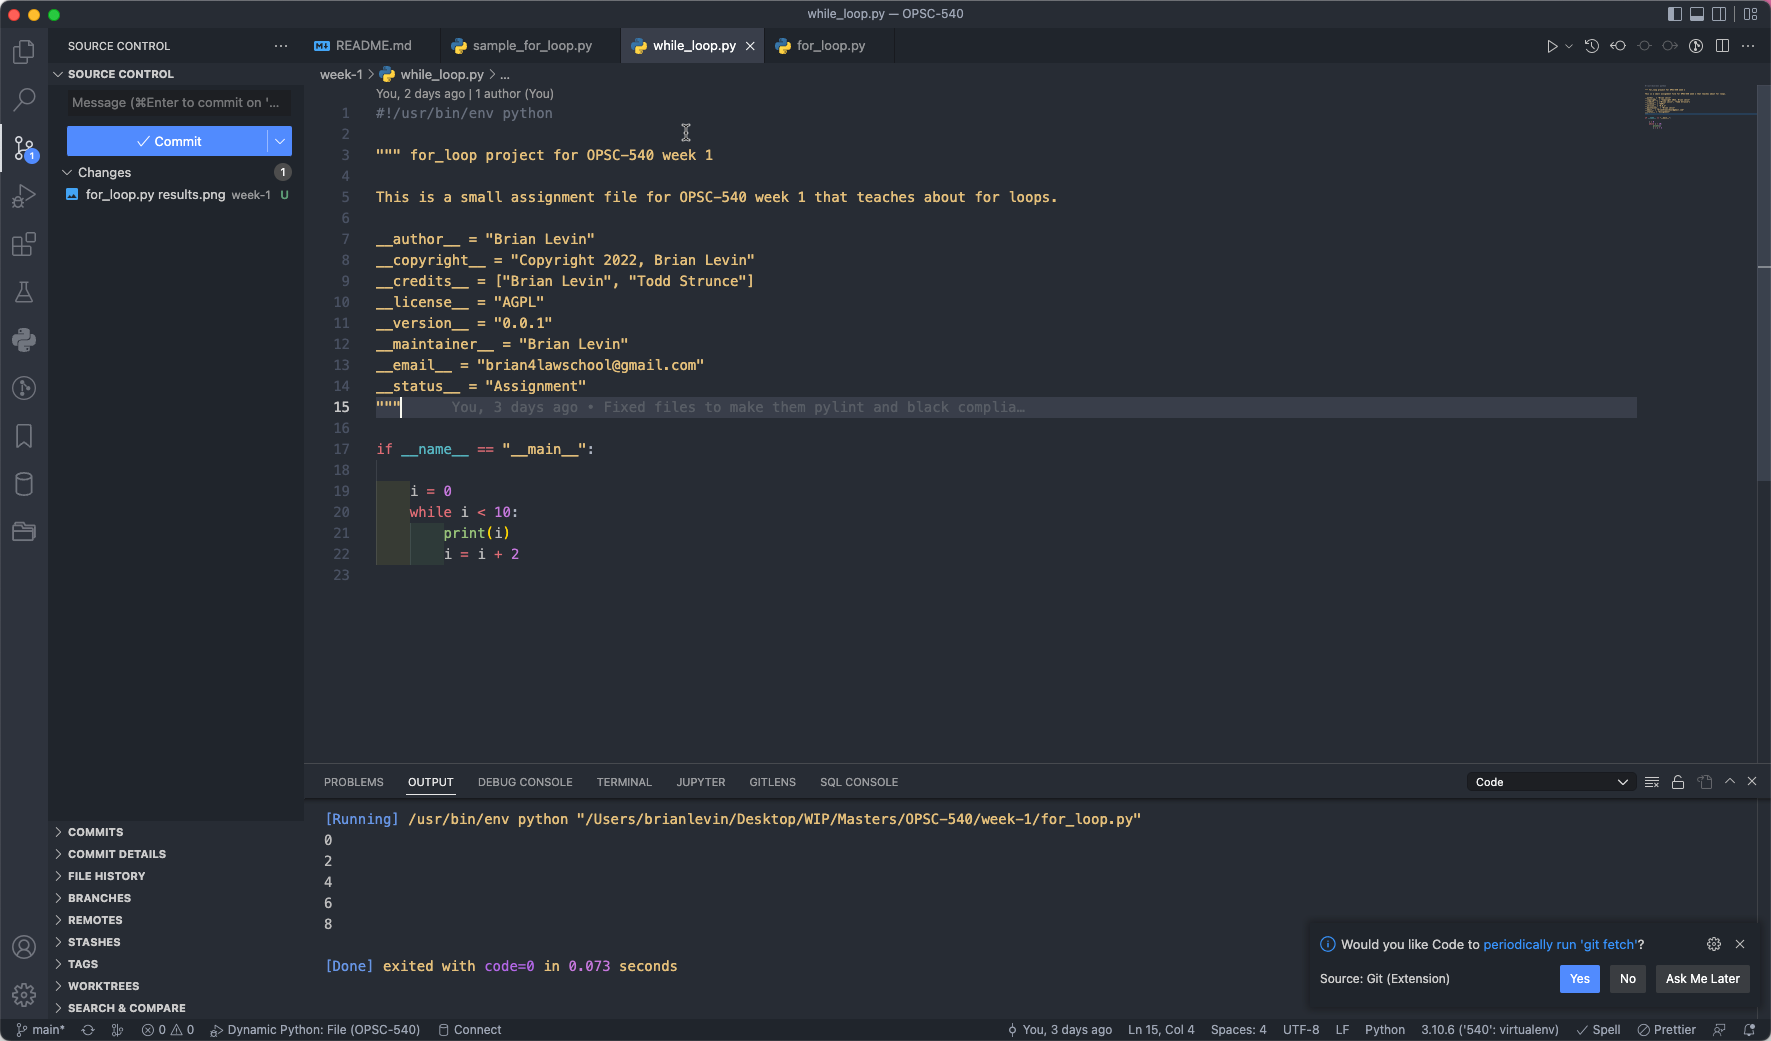 while_loop.py — OPSC-540
SOURCE CONTROL
README.md
sample_for_loop.py
while_loop.py
for_loop.py
SOURCE CONTROL
Message (⌘Enter to commit on '...
Commit
Changes 1
for_loop.py results.png week-1 U
1
week-1 > while_loop.py > ...
You, 2 days ago | 1 author (You)
1 #!/usr/bin/env python
2
3 """ for_loop project for OPSC-540 week 1
4
5 This is a small assignment file for OPSC-540 week 1 that teaches about for loops.
6
7 __author__ = "Brian Levin"
8 __copyright__ = "Copyright 2022, Brian Levin"
9 __credits__ = ["Brian Levin", "Todd Strunce"]
10 __license__ = "AGPL"
11 __version__ = "0.0.1"
12 __maintainer__ = "Brian Levin"
13 __email__ = "brian4lawschool@gmail.com"
14 __status__ = "Assignment"
15 """ You, 3 days ago • Fixed files to make them pylint and black complia…
16
17 if __name__ == "__main__":
18
19 i = 0
20 while i < 10:
21 print(i)
22 i = i + 2
23
PROBLEMS OUTPUT DEBUG CONSOLE TERMINAL JUPYTER GITLENS SQL CONSOLE
Code
[Running] /usr/bin/env python "/Users/brianlevin/Desktop/WIP/Masters/OPSC-540/week-1/for_loop.py"
0
2
4
6
8
[Done] exited with code=0 in 0.073 seconds
COMMITS
COMMIT DETAILS
FILE HISTORY
BRANCHES
REMOTES
STASHES
TAGS
WORKTREES
SEARCH & COMPARE
Would you like Code to periodically run 'git fetch'?
Source: Git (Extension)
Yes
No
Ask Me Later
main* 0 0 Dynamic Python: File (OPSC-540) Connect
You, 3 days ago Ln 15, Col 4 Spaces: 4 UTF-8 LF Python 3.10.6 ('540': virtualenv) Spell Prettier